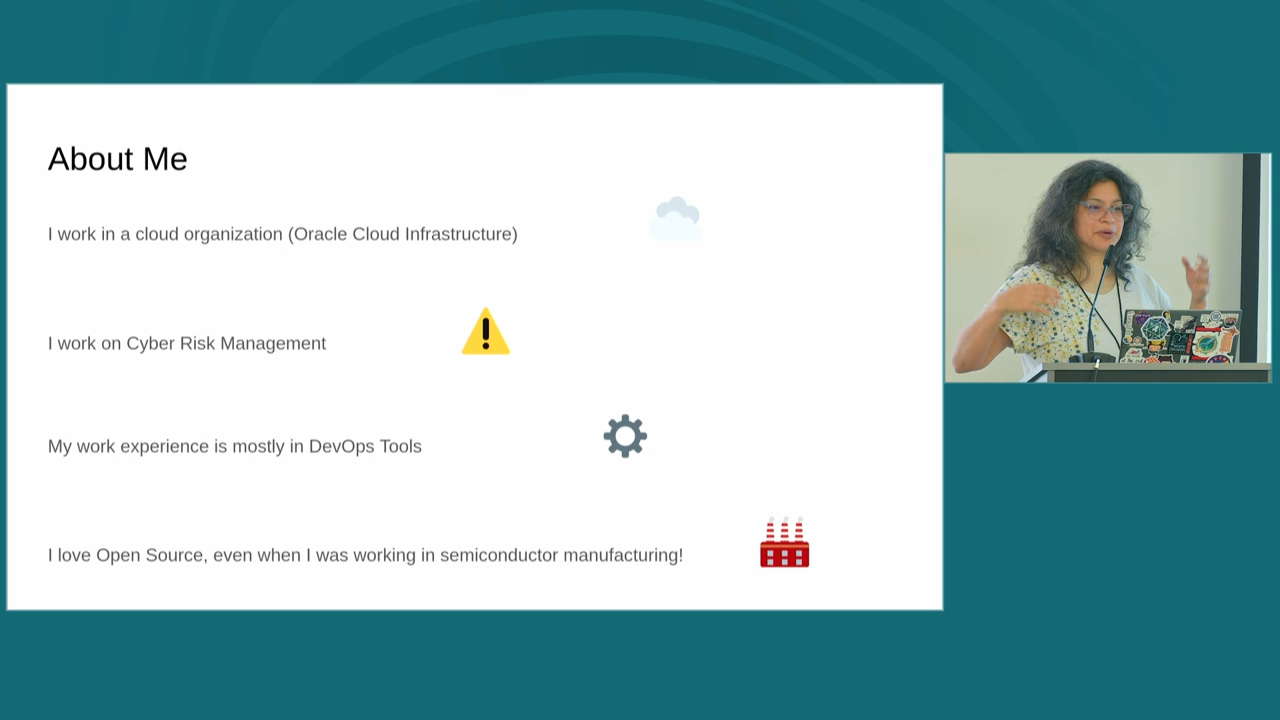 About Me
I work in a cloud organization (Oracle Cloud Infrastructure)
I work on Cyber Risk Management
My work experience is mostly in DevOps Tools
I love Open Source, even when I was working in semiconductor manufacturing!